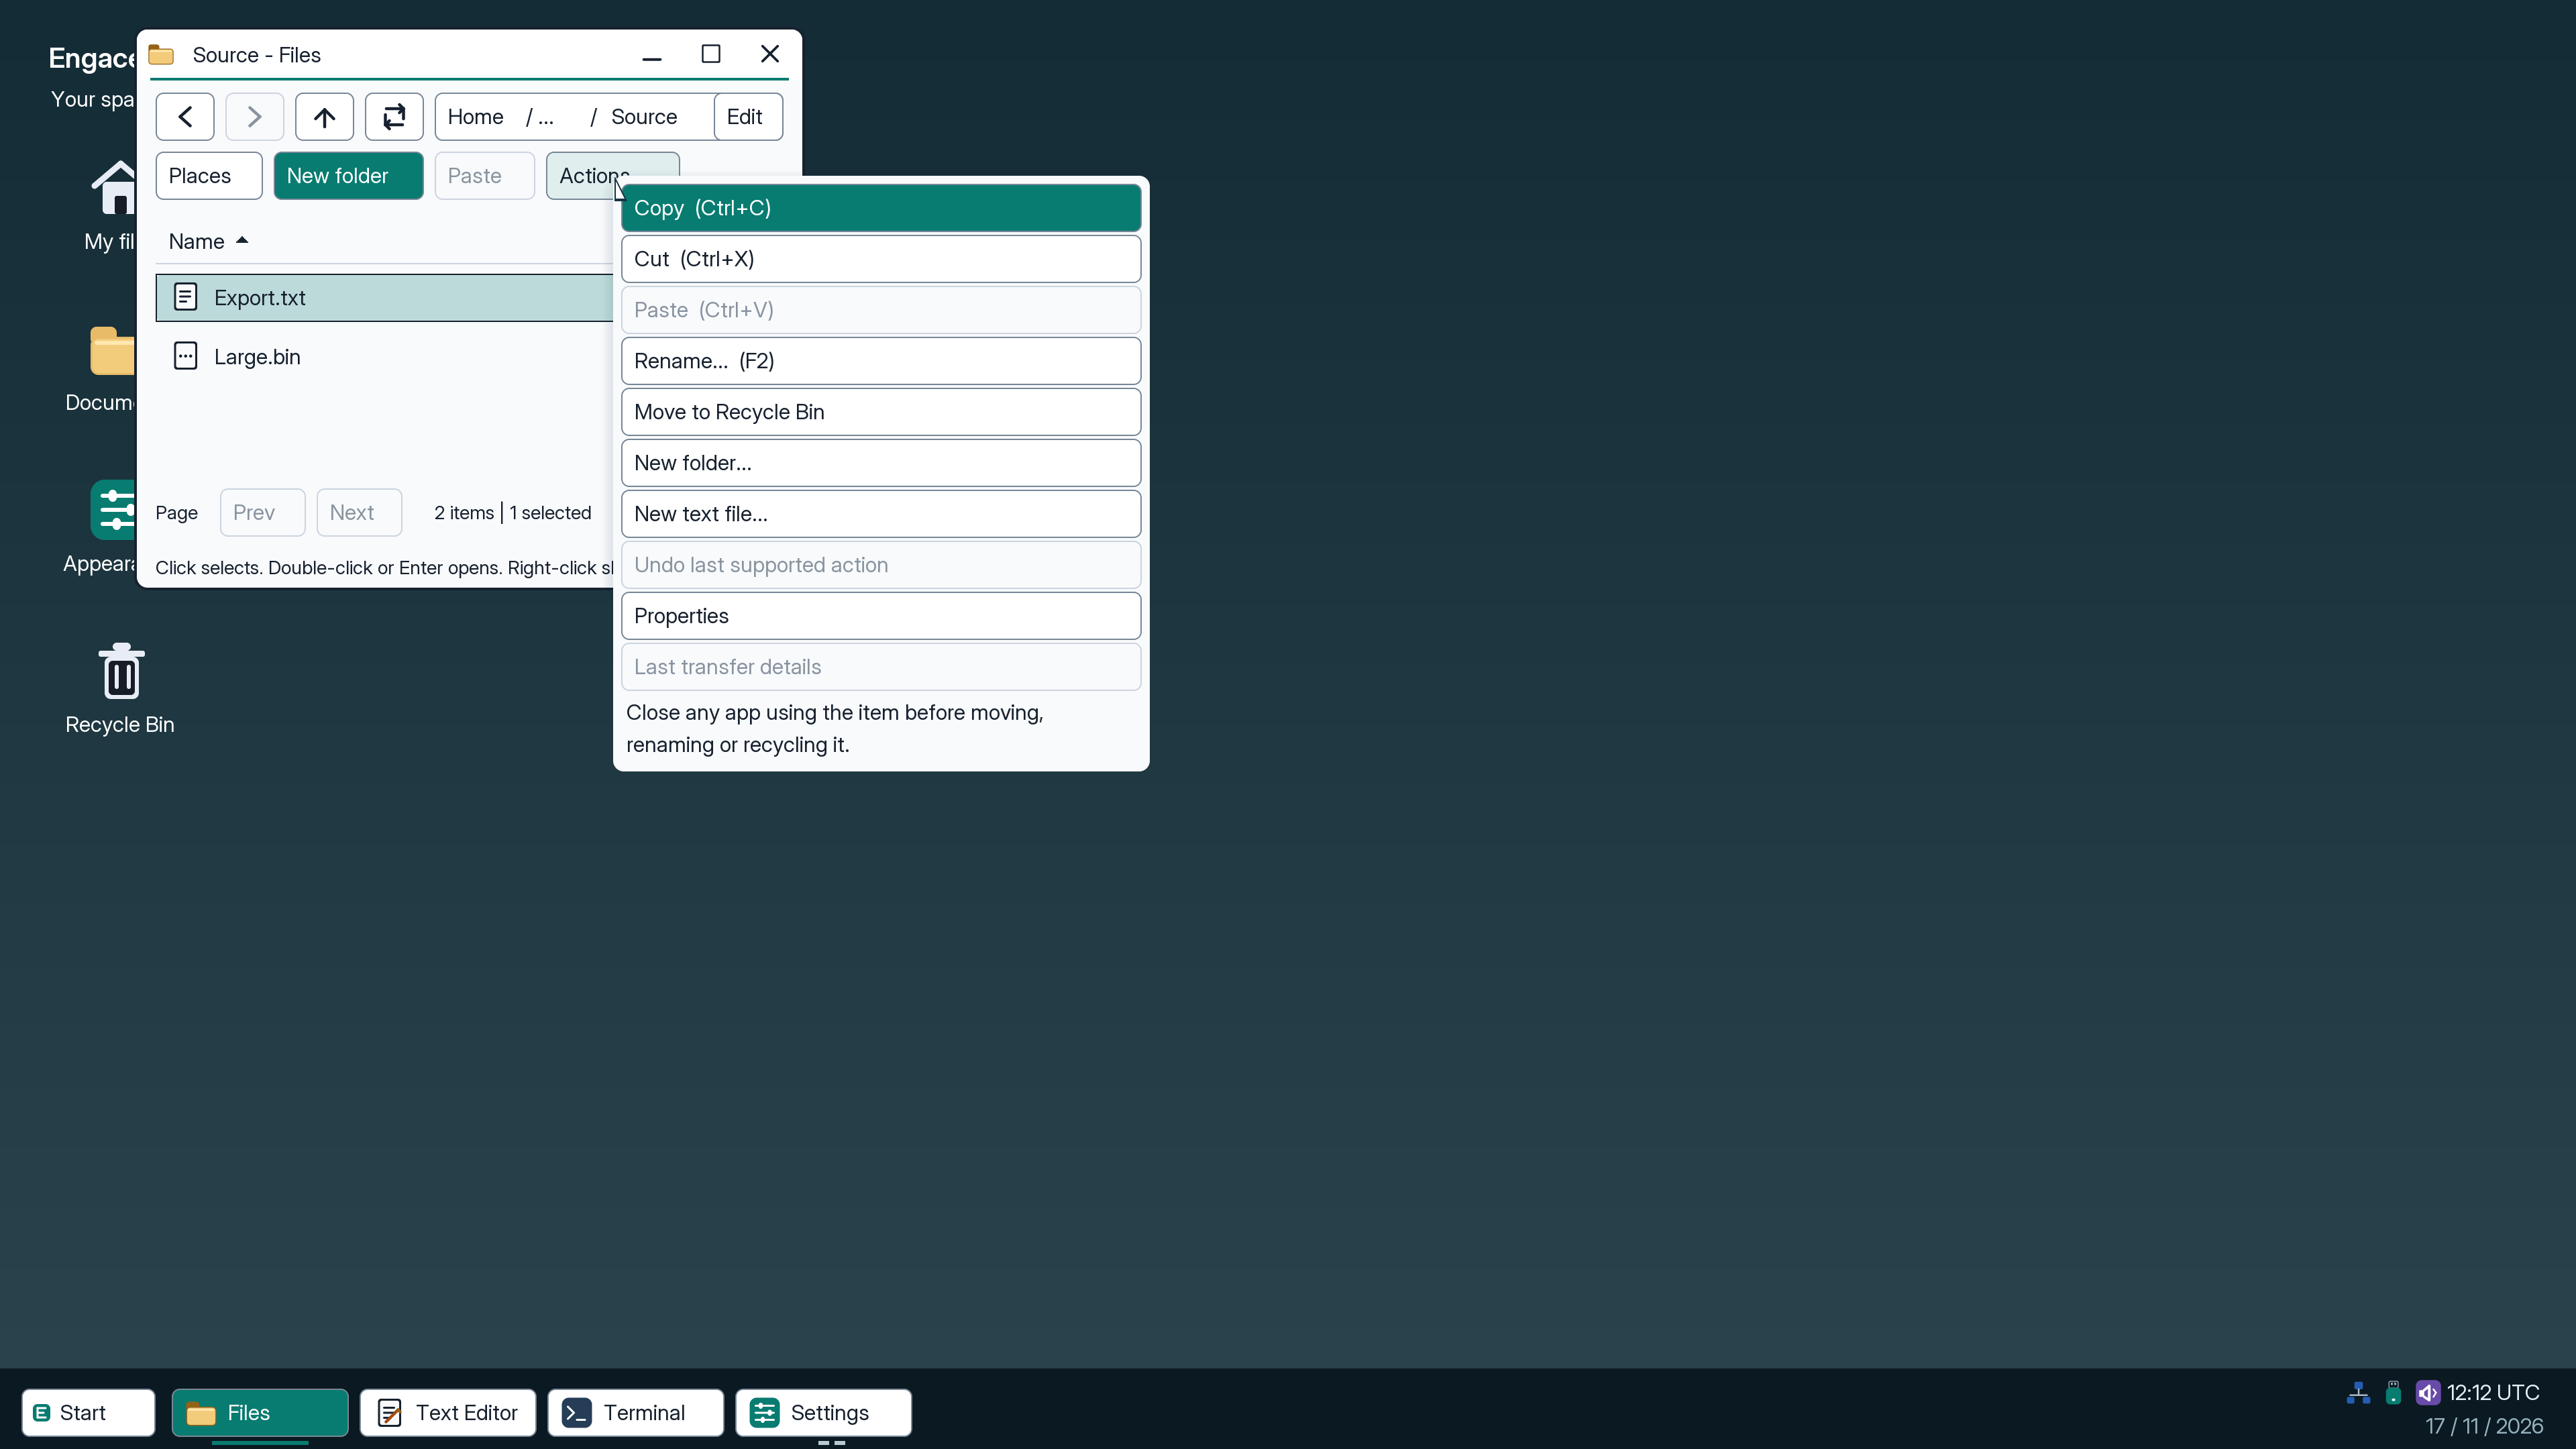 Source - Files
Your spa
Home / ... / Source Edit
Places New folder Paste Actions
Copy (Ctrl+C)
Cut (Ctrl+X)
Paste (Ctrl+V)
Rename... (F2)
Move to Recycle Bin
New folder...
New text file...
Undo last supported action
Properties
Last transfer details
Close any app using the item before moving,
renaming or recycling it.
Name
Export.txt
Large.bin
Page Prev Next 2 items | 1 selected
Click selects. Double-click or Enter opens. Right-click
My fil
Docum
Appeara
Recycle Bin
Start Files Text Editor Terminal Settings
12:12 UTC
17 / 11 / 2026